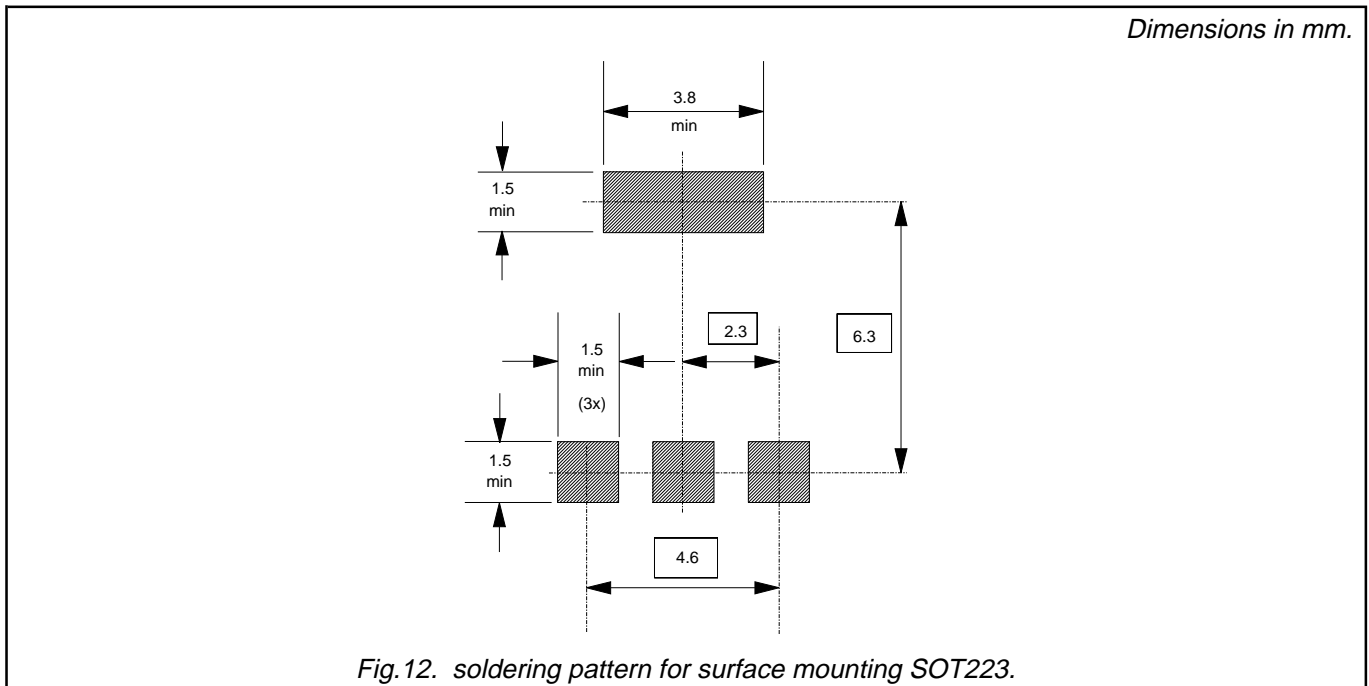 Dimensions in mm.
3.8
min
1.5
min
2.3
6.3
1.5
min
(3x)
1.5
min
4.6
Fig.12. soldering pattern for surface mounting SOT223.